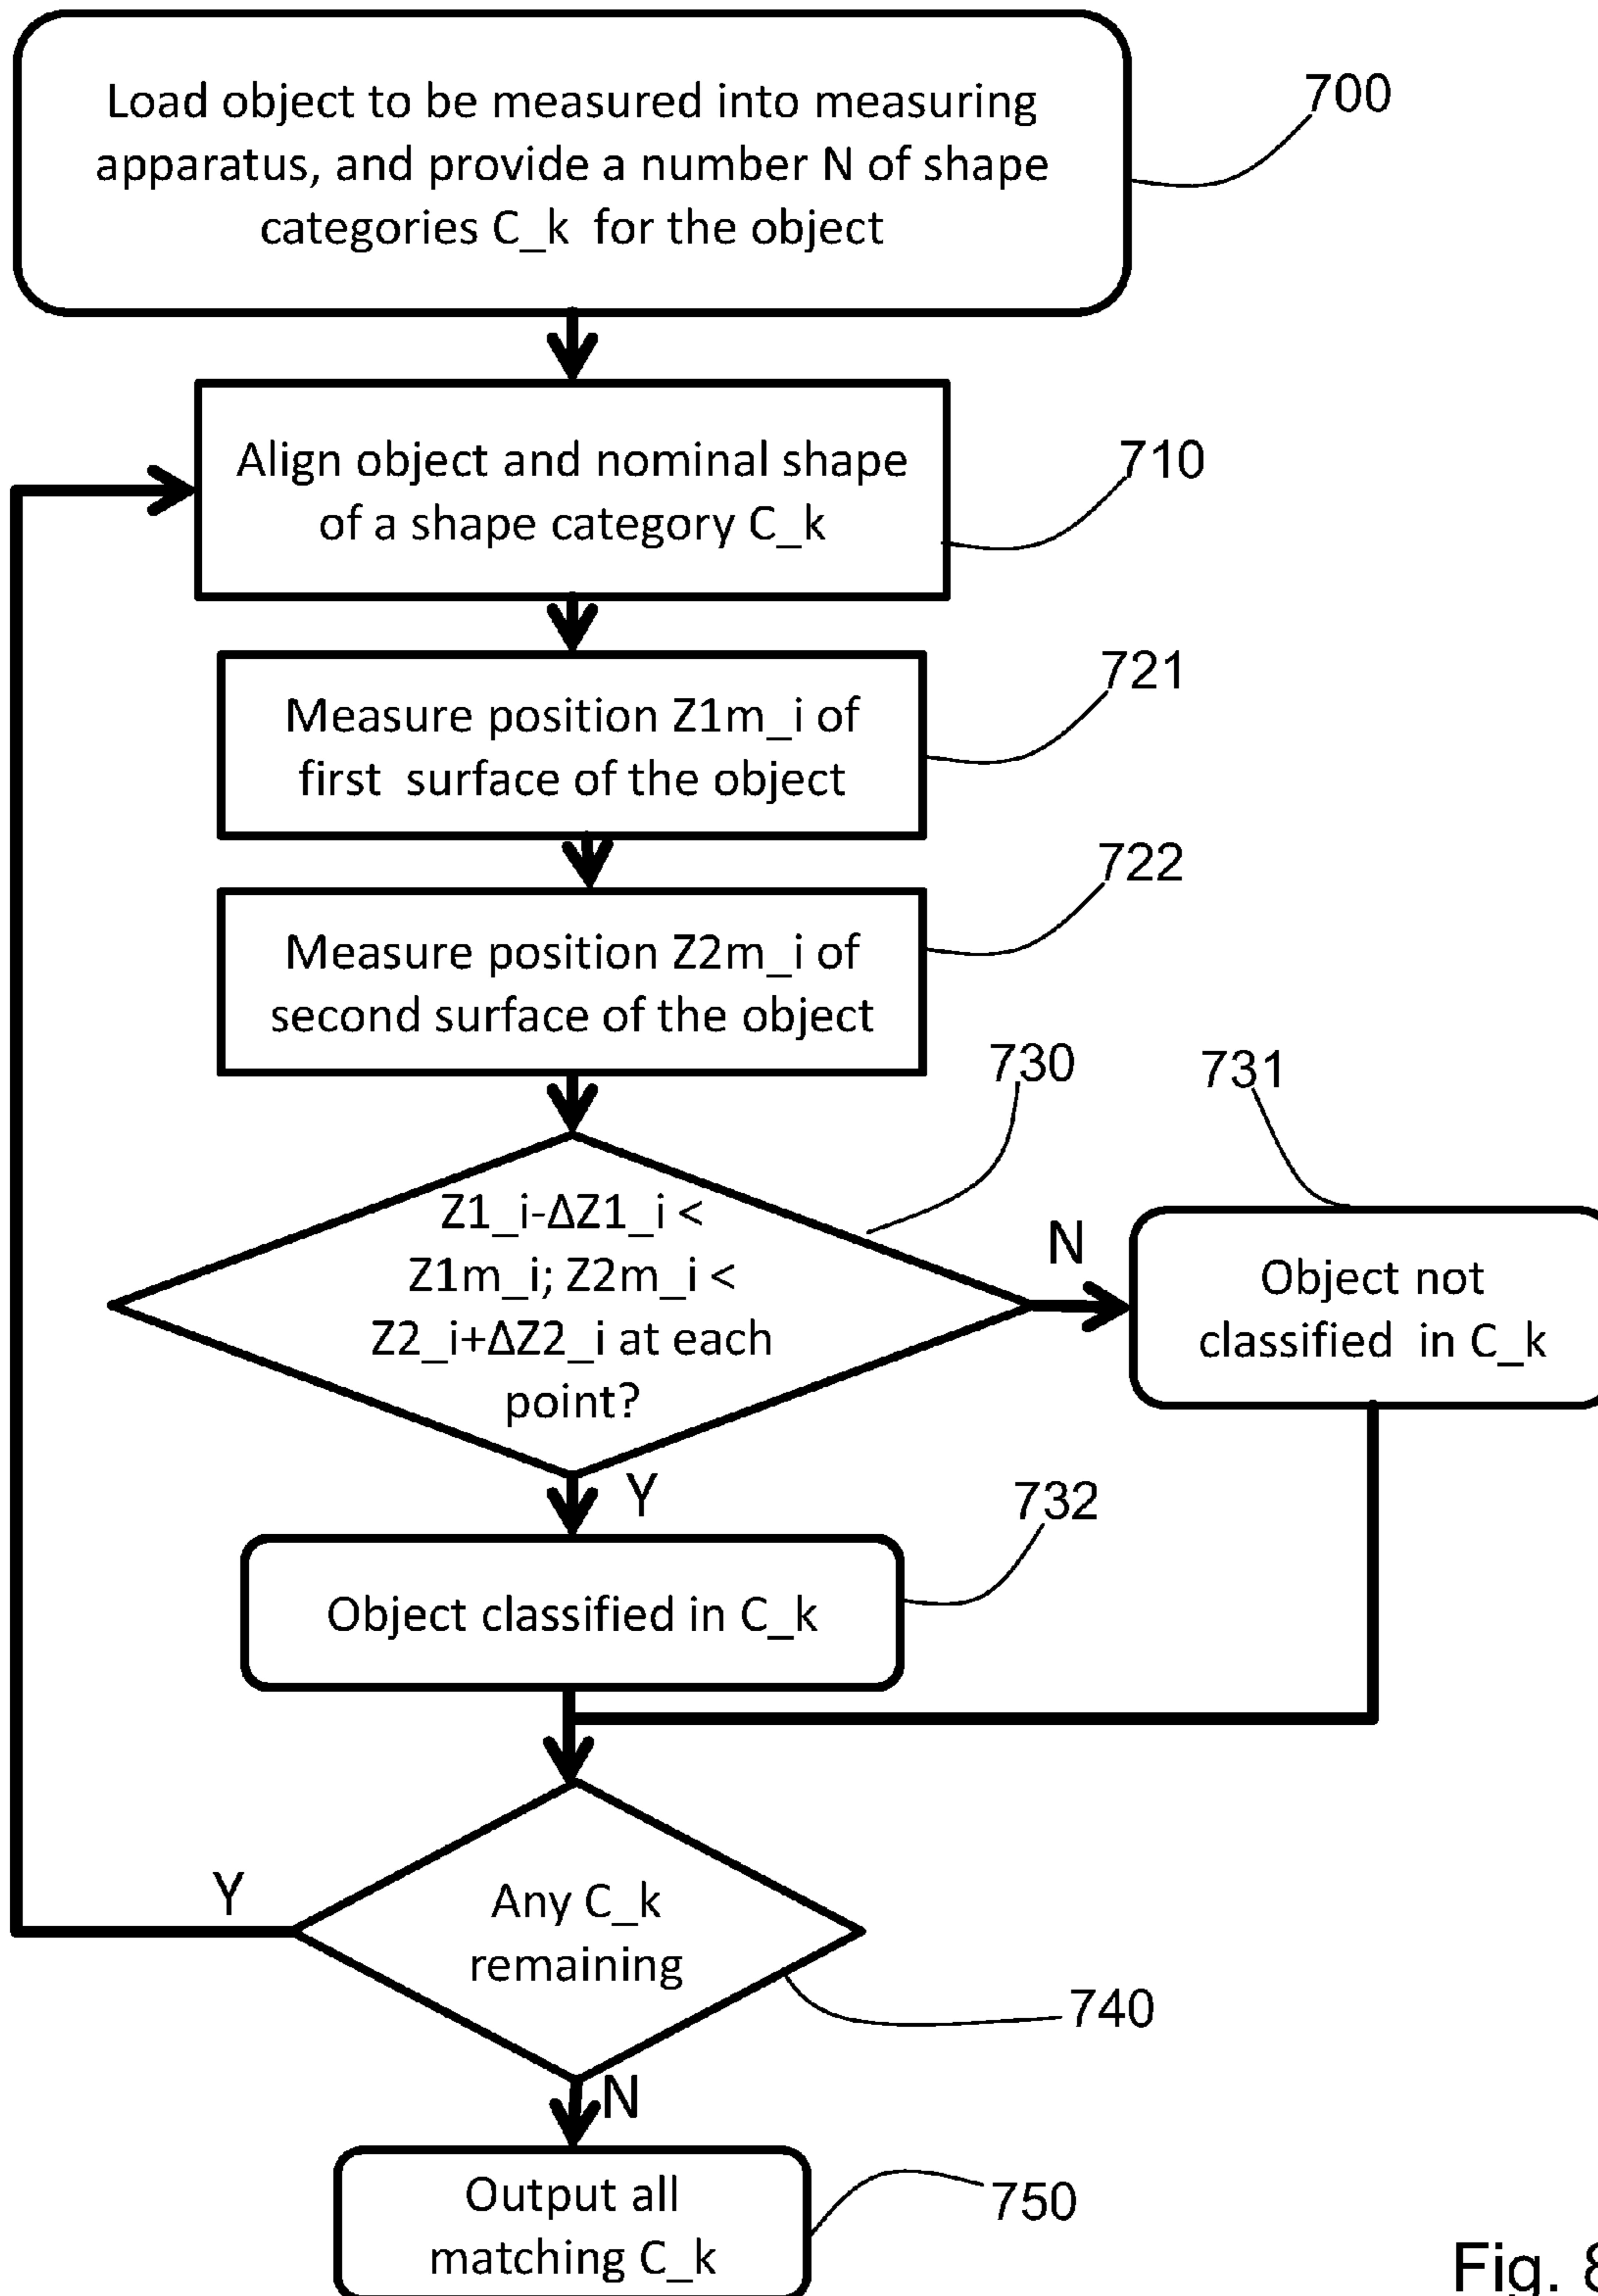 Load object to be measured into measuring
apparatus, and provide a number N of shape
categories C_k for the object
700
Align object and nominal shape
of a shape category C_k
710
Measure position Z1m_i of
first surface of the object
721
Measure position Z2m_i of
second surface of the object
722
Z1_i-ΔZ1_i <
Z1m_i; Z2m_i <
Z2_i+ΔZ2_i at each
point?
730
N
Object not
classified in C_k
731
Y
Object classified in C_k
732
Any C_k
remaining
740
Y
N
Output all
matching C_k
750
Fig. 8